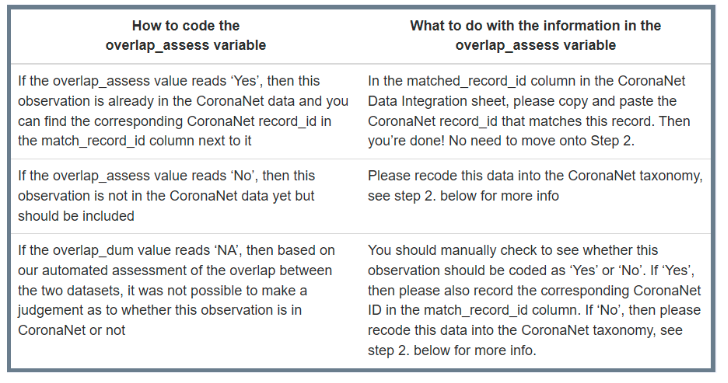 How to code the
overlap_assess variable
What to do with the information in the
overlap_assess variable
If the overlap_assess value reads ‘Yes’, then this
observation is already in the CoronaNet data and you
can find the corresponding CoronaNet record_id in
the match_record_id column next to it
In the matched_record_id column in the CoronaNet
Data Integration sheet, please copy and paste the
CoronaNet record_id that matches this record. Then
you’re done! No need to move onto Step 2.
If the overlap_assess value reads ‘No’, then this
observation is not in the CoronaNet data yet but
should be included
Please recode this data into the CoronaNet taxonomy,
see step 2. below for more info
If the overlap_dum value reads ‘NA’, then based on
our automated assessment of the overlap between
the two datasets, it was not possible to make a
judgement as to whether this observation is in
CoronaNet or not
You should manually check to see whether this
observation should be coded as ‘Yes’ or ‘No’. If ‘Yes’,
then please also record the corresponding CoronaNet
ID in the match_record_id column. If ‘No’, then please
recode this data into the CoronaNet taxonomy, see
step 2. below for more info.